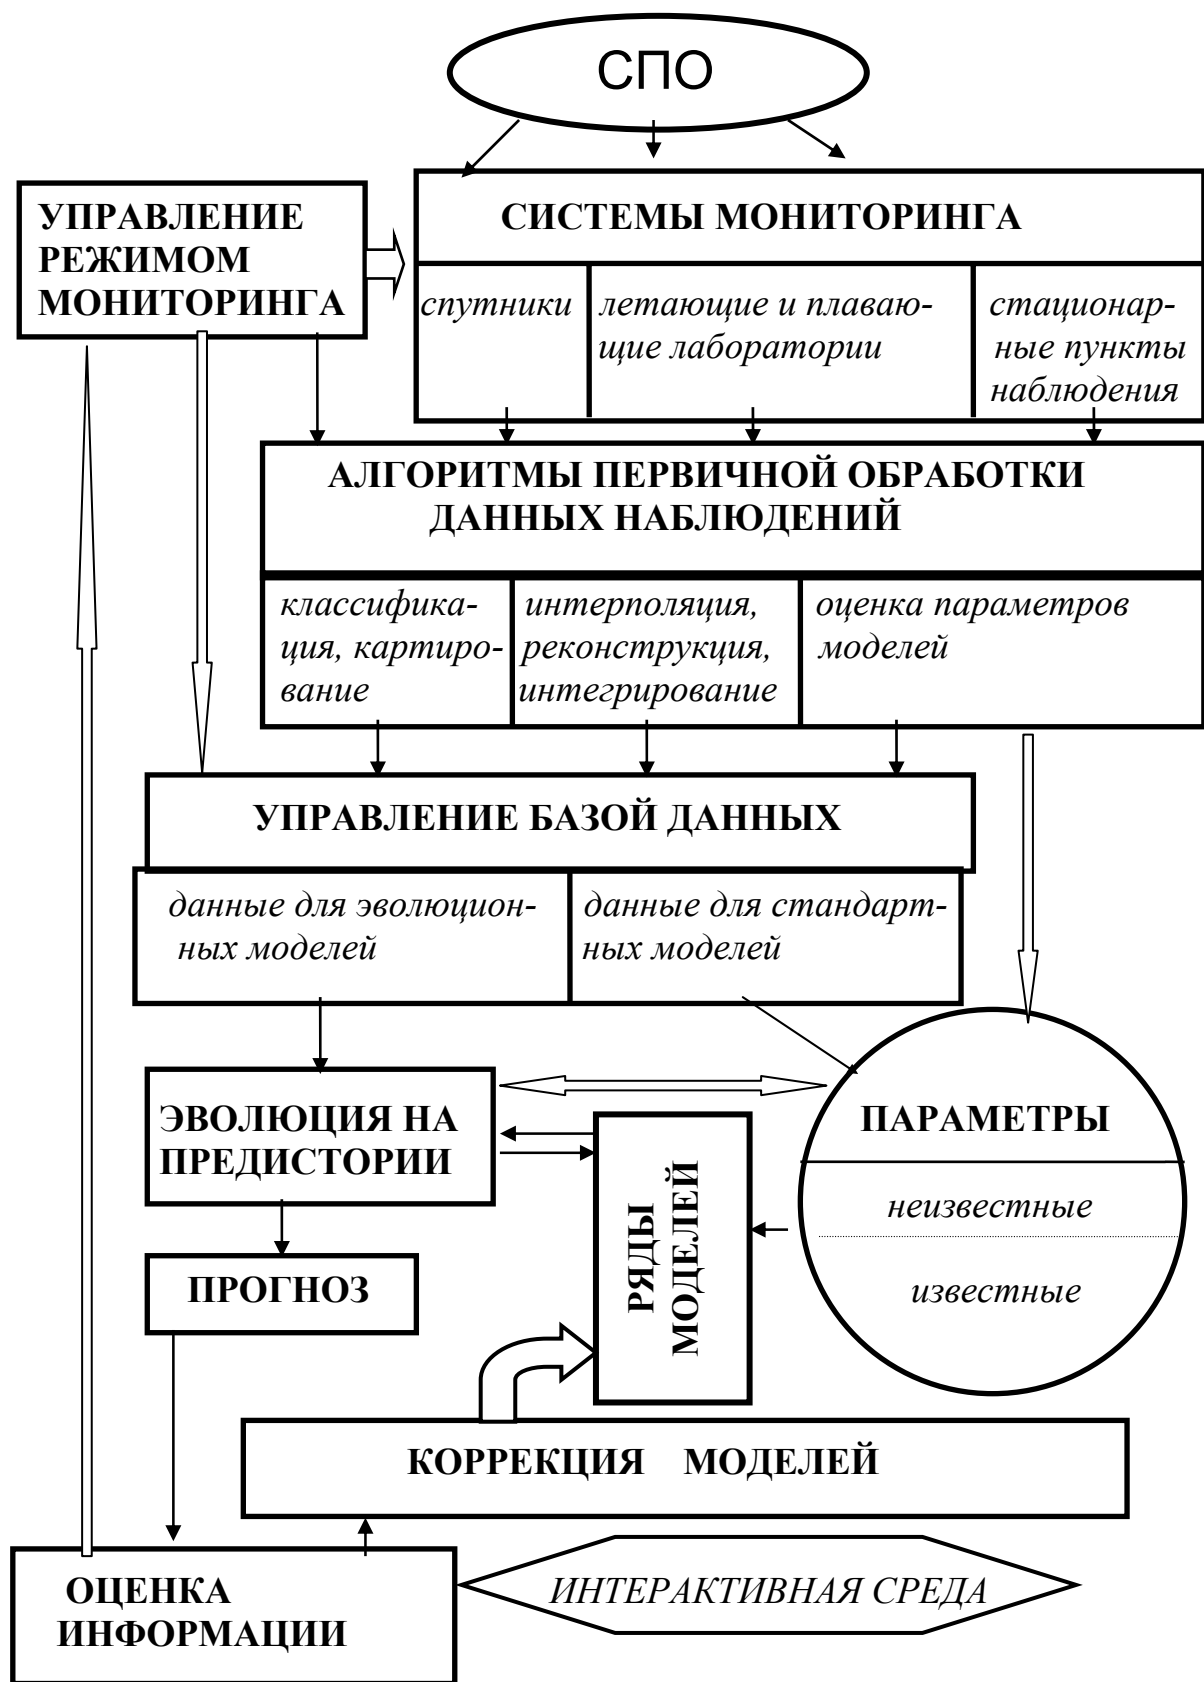 СПО
УПРАВЛЕНИЕ
РЕЖИМОМ
МОНИТОРИНГА
СИСТЕМЫ МОНИТОРИНГА
спутники
летающие и плаваю-
щие лаборатории
стационар-
ные пункты
наблюдения
АЛГОРИТМЫ ПЕРВИЧНОЙ ОБРАБОТКИ
ДАННЫХ НАБЛЮДЕНИЙ
классифика-
ция, картиро-
вание
интерполяция,
реконструкция,
интегрирование
оценка параметров
моделей
УПРАВЛЕНИЕ БАЗОЙ ДАННЫХ
данные для эволюцион-
ных моделей
данные для стандарт-
ных моделей
ЭВОЛЮЦИЯ НА
ПРЕДИСТОРИИ
ПАРАМЕТРЫ
неизвестные
известные
РЯДЫ
МОДЕЛЕЙ
ПРОГНОЗ
КОРРЕКЦИЯ МОДЕЛЕЙ
ОЦЕНКА
ИНФОРМАЦИИ
ИНТЕРАКТИВНАЯ СРЕДА